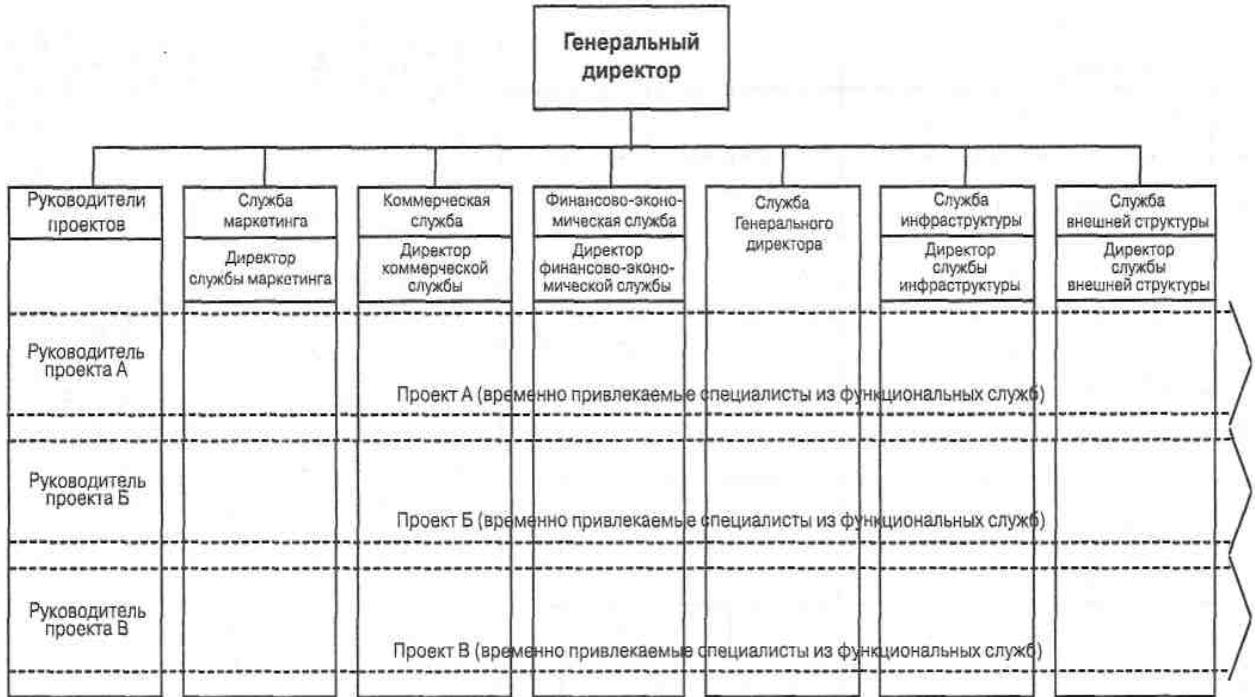 Генеральный
директор
Руководители
проектов
Служба
маркетинга
Директор
службы маркетинга
Коммерческая
служба
Директор
коммерческой
службы
Финансово-эконо-
мическая служба
Директор
финансово-эконо-
мической службы
Служба
Генерального
директора
Служба
инфраструктуры
Директор
службы
инфраструктуры
Служба
внешней структуры
Директор
службы
внешней структуры
Руководитель
проекта А
Проект А (временно привлекаемые специалисты из функциональных служб)
Руководитель
проекта Б
Проект Б (временно привлекаемые специалисты из функциональных служб)
Руководитель
проекта В
Проект В (временно привлекаемые специалисты из функциональных служб)